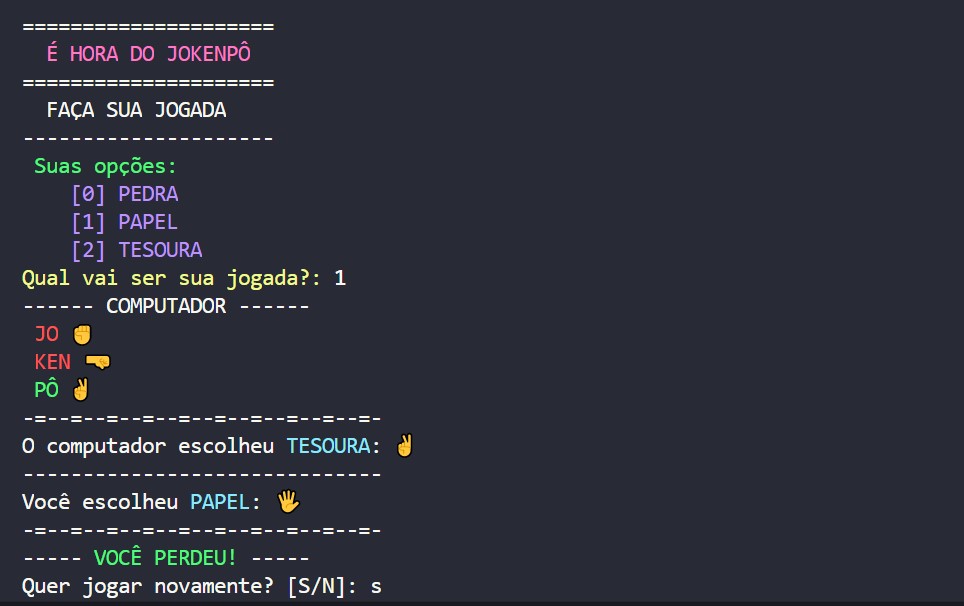 =====================
É HORA DO JOKENPÔ
=====================
FAÇA SUA JOGADA
---------------------
Suas opções:
[0] PEDRA
[1] PAPEL
[2] TESOURA
Qual vai ser sua jogada?: 1
------ COMPUTADOR ------
JO ✊
KEN 🤜
PÔ ✌
-=--=--=--=--=--=--=--=--=--=-
O computador escolheu TESOURA: ✌
------------------------------
Você escolheu PAPEL: 🖐
-=--=--=--=--=--=--=--=--=--=-
----- VOCÊ PERDEU! -----
Quer jogar novamente? [S/N]: s